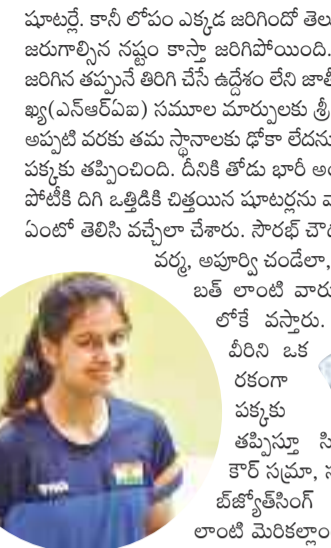 షూటర్లే. కానీ లోపం ఎక్కడ జరిగిందో
జరుగాల్సిన నష్టం కాస్తా జరిగిపోయింది.
జరిగిన తప్పునే తిరిగి చేసే ఉద్దేశం లేని
ఖ్య(ఎన్ఆర్ఏఐ) సమూల మార్పులకు శ్రీ
అప్పటి వరకు తమ స్థానాలకు ఢోకా
పక్కకు తప్పించింది. దీనికి తోడు భారీ
పోటీకి దిగి ఒత్తిడికి చిత్తయిన షూటర్లను
ఏంటో తెలిసి వచ్చేలా చేశారు. సౌరభ్
వర్మ, అపూర్వి చండేలా,
బత్ లాంటి
లోకే వస్తారు.
వీరిని ఒక
రకంగా
పక్కకు
తప్పిస్తూ
కౌర్ సమ్రా,
బ్‌జ్యోత్‌సింగ్
లాంటి